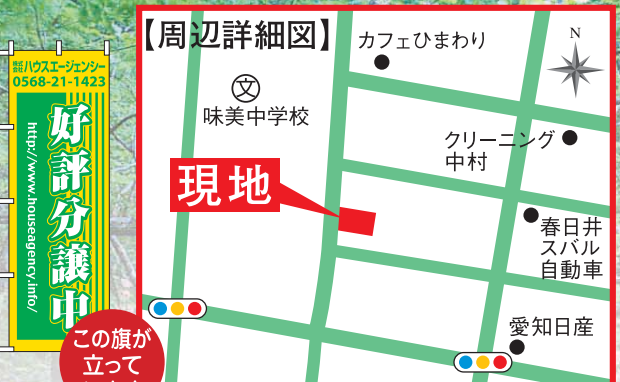 【周辺詳細図】
カフェひまわり
N
文
味美中学校
クリーニング
中村
現地
春日井
スバル
自動車
愛知日産
株式会社 ハウスエージェンシー
0568-21-1423
好評分譲中
http://www.houseagency.info/
この旗が
立って